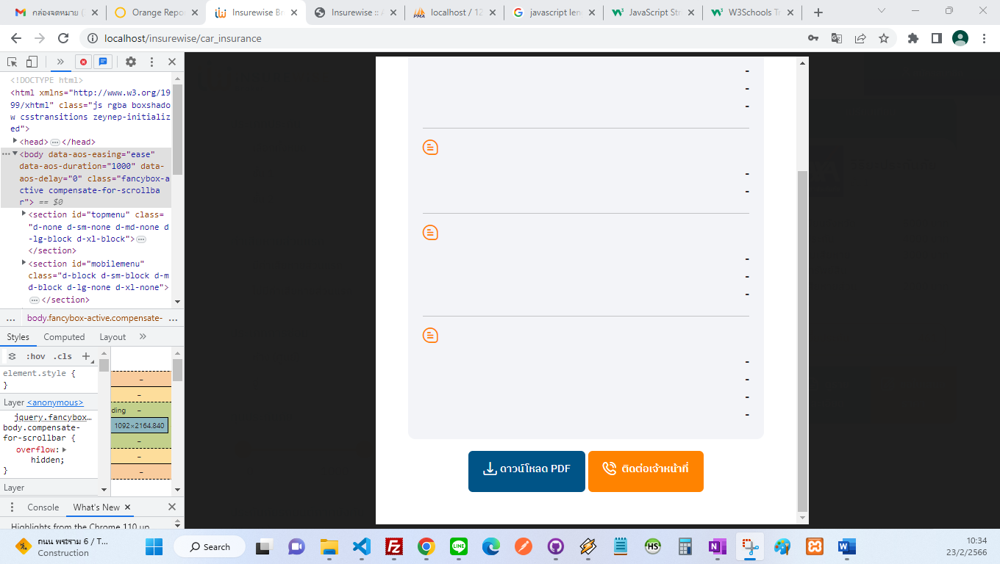 กล่องจดหมาย (
Orange Repo
Insurewise Br
Insurewise :: A
localhost / 12
javascript len
JavaScript Str
W3Schools Tr
localhost/insurewise/car_insurance
<!DOCTYPE html>
<html xmlns="http://www.w3.org/19
99/xhtml" class="js rgba boxshado
w csstransitions zeynep-initializ
ed">
<head>…</head>
<body data-aos-easing="ease"
data-aos-duration="1000" data-
aos-delay="0" class="fancybox-a
ctive compensate-for-scrollba
r"> == $0
<section id="topmenu" class=
"d-none d-sm-none d-md-none d
-lg-block d-xl-block">…
</section>
<section id="mobilemenu"
class="d-block d-sm-block d-m
d-block d-lg-none d-xl-none">
…</section>
… body.fancybox-active.compensate- …
Styles Computed Layout
:hov .cls +
element.style {
}
Layer <anonymous>
jquery.fancybox…
body.compensate-
for-scrollbar {
overflow:
hidden;
}
Layer
–
–
ding –
1092×2164.840
–
–
–
Console What's New
Highlights from the Chrome 110 up
-
-
-
-
-
-
-
-
-
-
-
-
ดาวน์โหลด PDF
ติดต่อเจ้าหน้าที่
ถนน พระราม 6 / T...
Construction
Search
10:34
23/2/2566